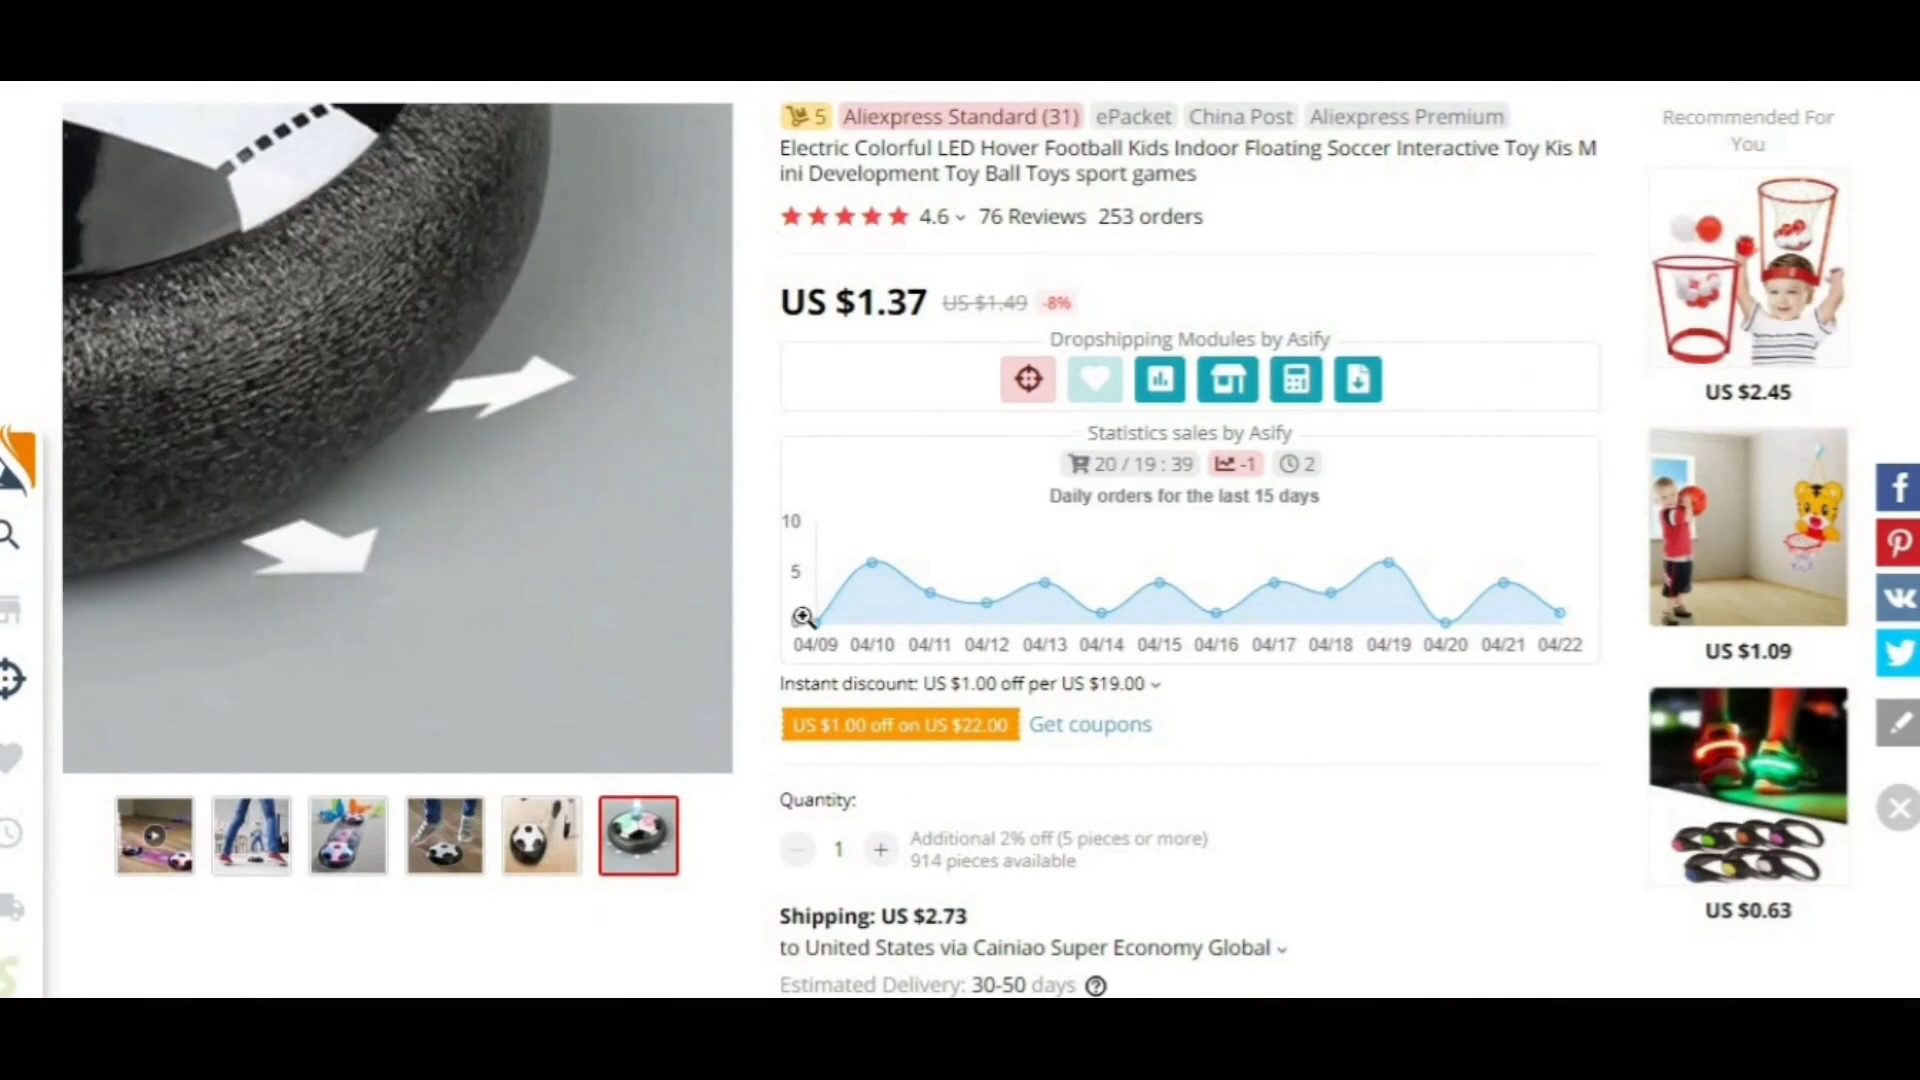 5 Aliexpress Standard (31) ePacket China Post Aliexpress Premium
Electric Colorful LED Hover Football Kids Indoor Floating Soccer Interactive Toy Kis M
ini Development Toy Ball Toys sport games
4.6 76 Reviews 253 orders
US $1.37 US $1.49 -8%
Dropshipping Modules by Asify
Statistics sales by Asify
20 / 19 : 39 -1 2
Daily orders for the last 15 days
10
5
04/09 04/10 04/11 04/12 04/13 04/14 04/15 04/16 04/17 04/18 04/19 04/20 04/21 04/22
Instant discount: US $1.00 off per US $19.00
US $1.00 off on US $22.00 Get coupons
Quantity:
1 Additional 2% off (5 pieces or more)
914 pieces available
Shipping: US $2.73
to United States via Cainiao Super Economy Global
Estimated Delivery: 30-50 days
Recommended For
You
US $2.45
US $1.09
US $0.63